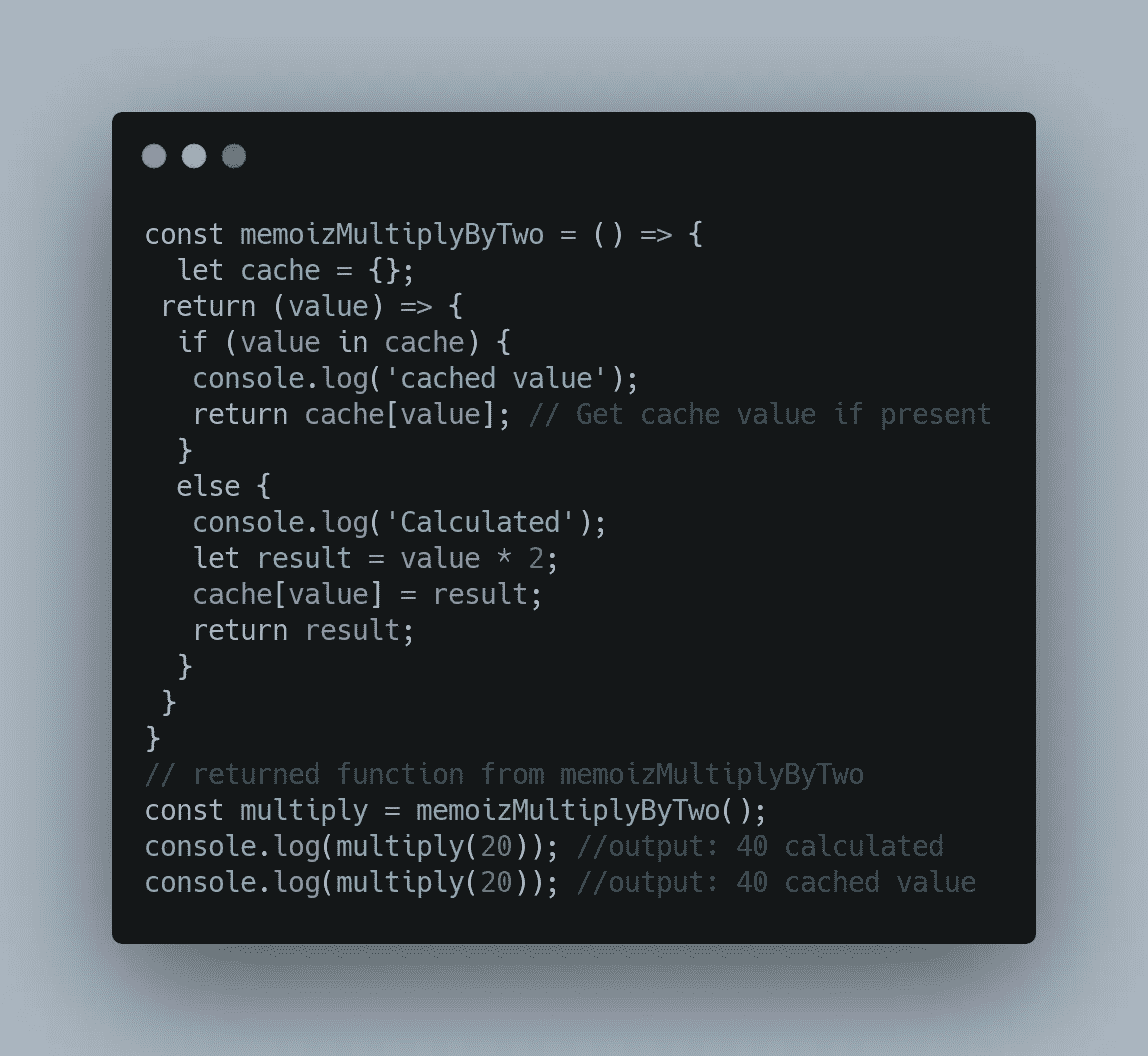 const memoizMultiplyByTwo = () => {
  let cache = {};
 return (value) => {
  if (value in cache) {
   console.log('cached value');
   return cache[value]; // Get cache value if present
  }
  else {
   console.log('Calculated');
   let result = value * 2;
   cache[value] = result;
   return result;
  }
 }
}
// returned function from memoizMultiplyByTwo
const multiply = memoizMultiplyByTwo();
console.log(multiply(20)); //output: 40 calculated
console.log(multiply(20)); //output: 40 cached value